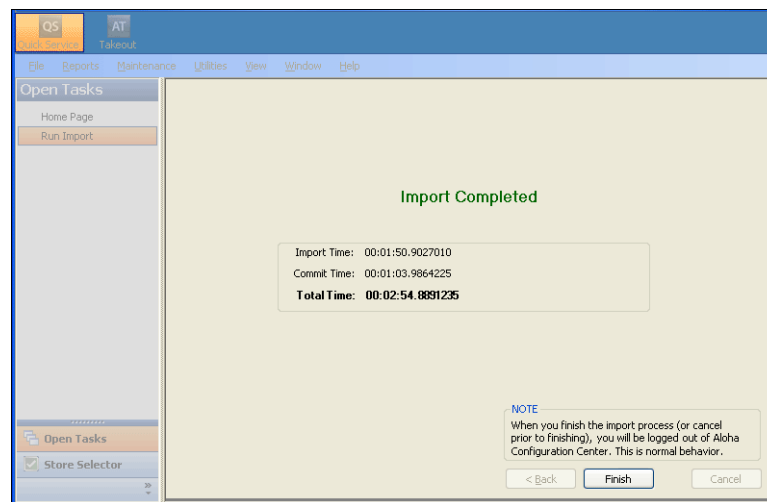 QS
AT
Quick Service
Takeout
File Reports Maintenance Utilities View Window Help
Open Tasks
Home Page
Run Import
Import Completed
Import Time: 00:01:50.9027010
Commit Time: 00:01:03.9864225
Total Time: 00:02:54.8891235
NOTE
When you finish the import process (or cancel
prior to finishing), you will be logged out of Aloha
Configuration Center. This is normal behavior.
Open Tasks
Store Selector
< Back Finish Cancel